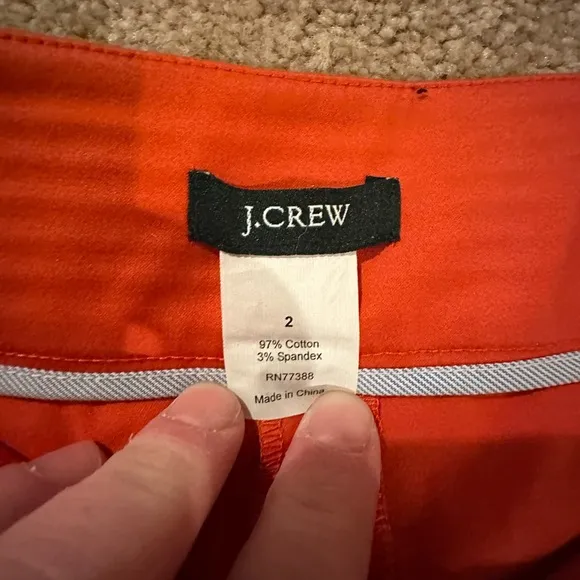 J.CREW
2
97% Cotton
3% Spandex
RN77388
Made in China